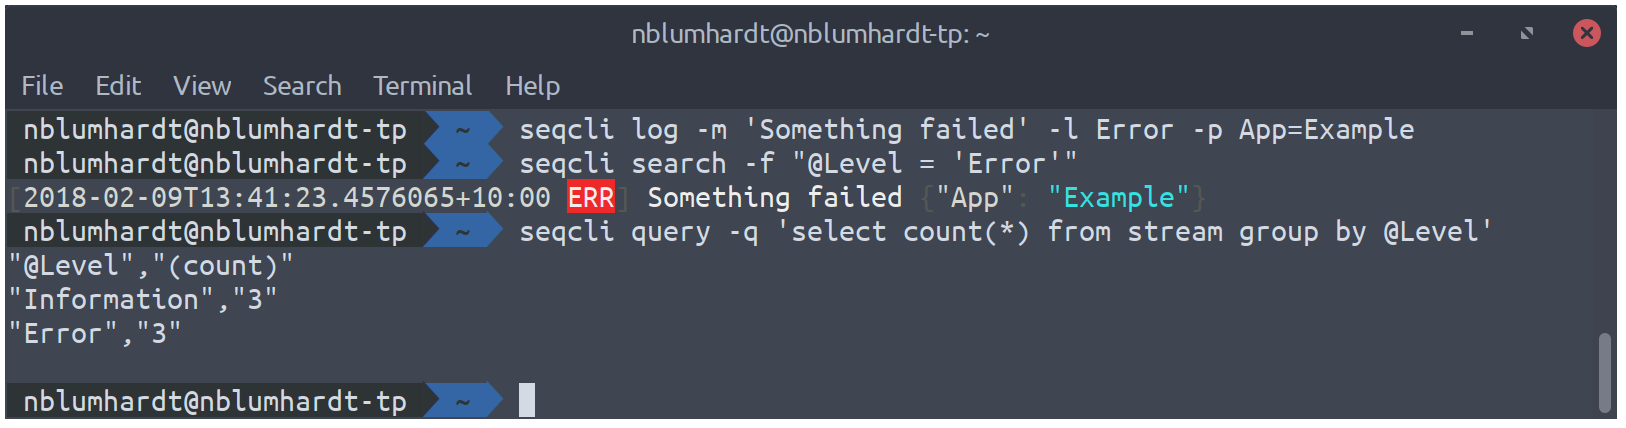 nblumhardt@nblumhardt-tp: ~
File Edit View Search Terminal Help
nblumhardt@nblumhardt-tp ~ seqcli log -m 'Something failed' -l Error -p App=Example
nblumhardt@nblumhardt-tp ~ seqcli search -f "@Level = 'Error'"
[2018-02-09T13:41:23.4576065+10:00 ERR] Something failed {"App": "Example"}
nblumhardt@nblumhardt-tp ~ seqcli query -q 'select count(*) from stream group by @Level'
"@Level","(count)"
"Information","3"
"Error","3"
nblumhardt@nblumhardt-tp ~